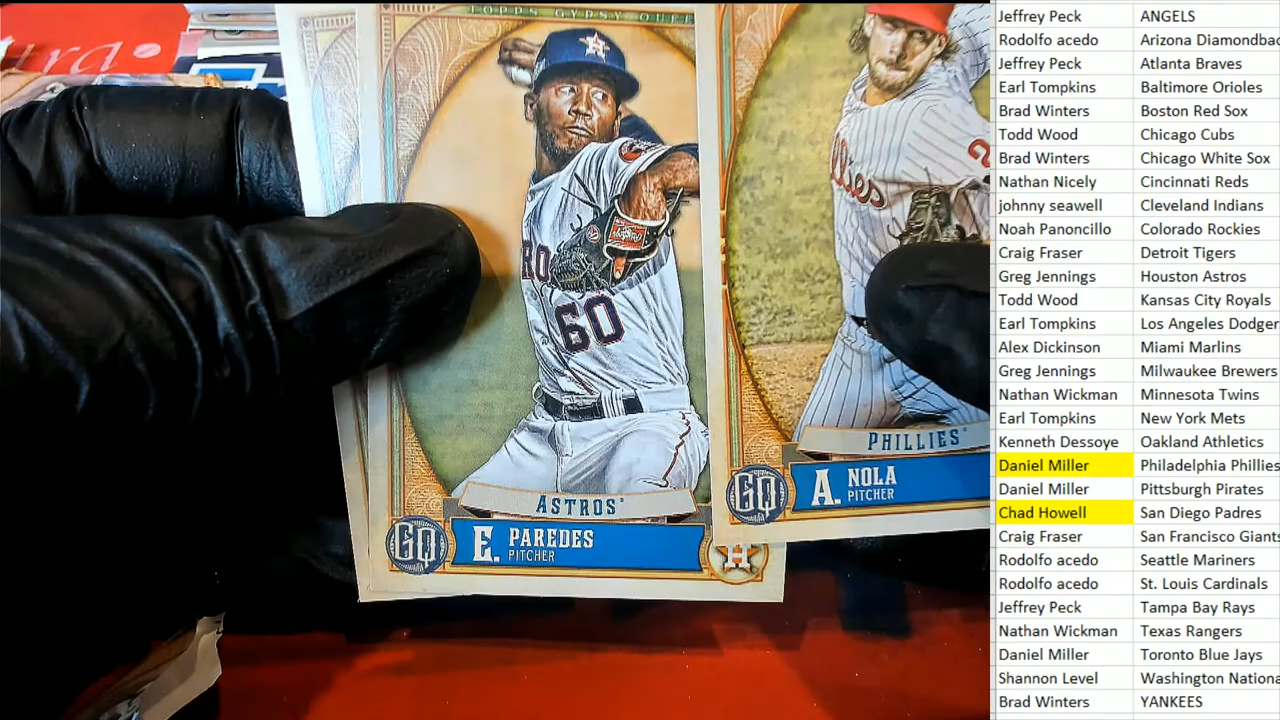 TOPPS GYPSY QUEE
60
ASTROS
E. PAREDES
PITCHER
GQ
H
llies
PHILLIES
A. NOLA
PITCHER
GQ
Jeffrey Peck ANGELS
Rodolfo acedo Arizona Diamondbac
Jeffrey Peck Atlanta Braves
Earl Tompkins Baltimore Orioles
Brad Winters Boston Red Sox
Todd Wood Chicago Cubs
Brad Winters Chicago White Sox
Nathan Nicely Cincinnati Reds
johnny seawell Cleveland Indians
Noah Panoncillo Colorado Rockies
Craig Fraser Detroit Tigers
Greg Jennings Houston Astros
Todd Wood Kansas City Royals
Earl Tompkins Los Angeles Dodger
Alex Dickinson Miami Marlins
Greg Jennings Milwaukee Brewers
Nathan Wickman Minnesota Twins
Earl Tompkins New York Mets
Kenneth Dessoye Oakland Athletics
Daniel Miller Philadelphia Phillies
Daniel Miller Pittsburgh Pirates
Chad Howell San Diego Padres
Craig Fraser San Francisco Giants
Rodolfo acedo Seattle Mariners
Rodolfo acedo St. Louis Cardinals
Jeffrey Peck Tampa Bay Rays
Nathan Wickman Texas Rangers
Daniel Miller Toronto Blue Jays
Shannon Level Washington Nationa
Brad Winters YANKEES